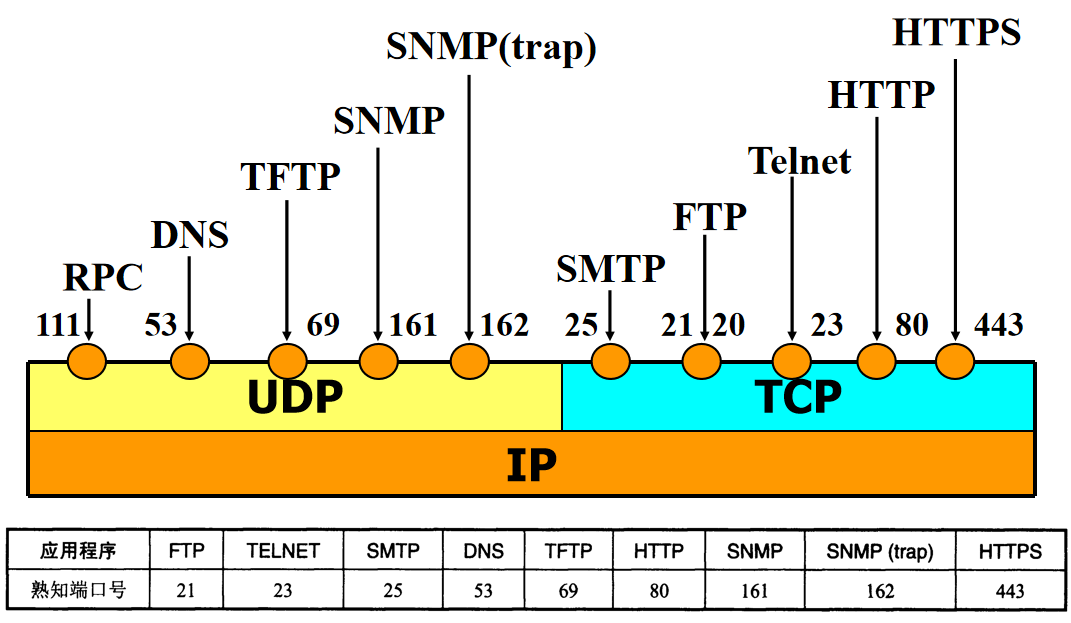 HTTPS
SNMP(trap)
HTTP
SNMP
Telnet
TFTP
FTP
DNS
SMTP
RPC
111 53 69 161 162 25 21 20 23 80 443
UDP TCP
IP
应用程序 FTP TELNET SMTP DNS TFTP HTTP SNMP SNMP (trap) HTTPS
熟知端口号 21 23 25 53 69 80 161 162 443